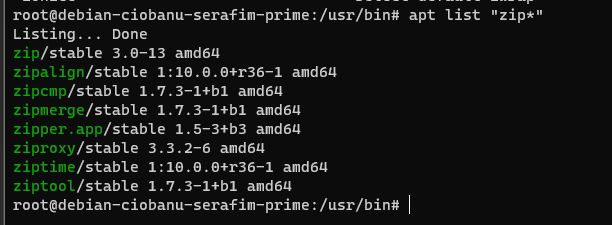 root@debian-ciobanu-serafim-prime:/usr/bin# apt list "zip*"
Listing... Done
zip/stable 3.0-13 amd64
zipalign/stable 1:10.0.0+r36-1 amd64
zipcmp/stable 1.7.3-1+b1 amd64
zipmerge/stable 1.7.3-1+b1 amd64
zipper.app/stable 1.5-3+b3 amd64
ziproxy/stable 3.3.2-6 amd64
ziptime/stable 1:10.0.0+r36-1 amd64
ziptool/stable 1.7.3-1+b1 amd64
root@debian-ciobanu-serafim-prime:/usr/bin#